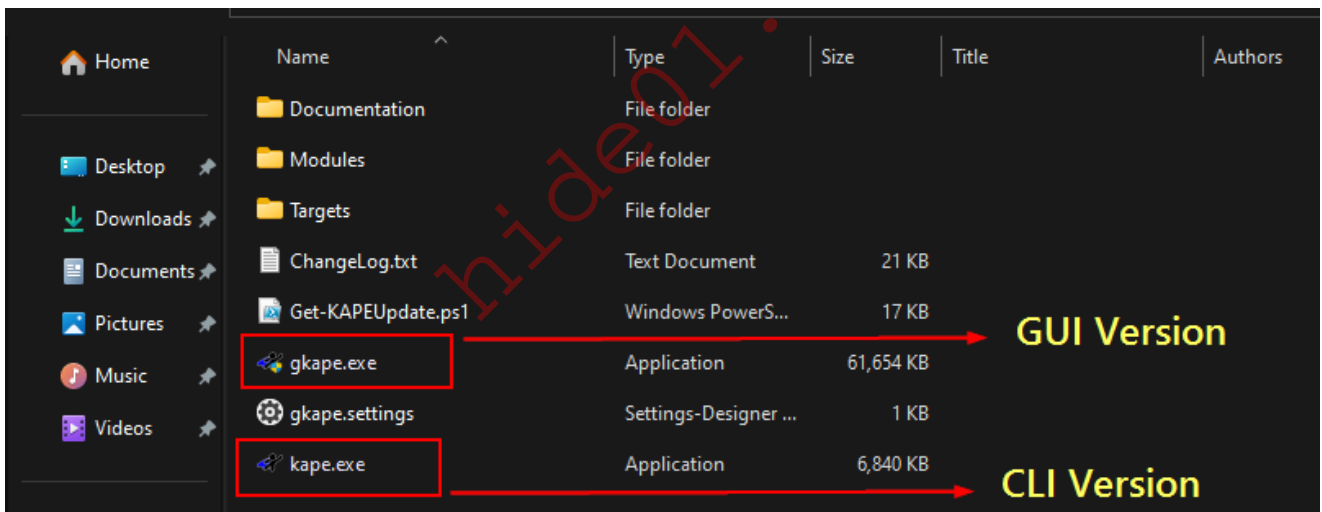 Home
Name Type Size Title Authors
Documentation File folder
Desktop
Modules File folder
Downloads
Targets File folder
Documents
ChangeLog.txt Text Document 21 KB
Pictures
Get-KAPEUpdate.ps1 Windows PowerS... 17 KB
GUI Version
Music
gkape.exe Application 61,654 KB
Videos
gkape.settings Settings-Designer ... 1 KB
kape.exe Application 6,840 KB
CLI Version
hide01.